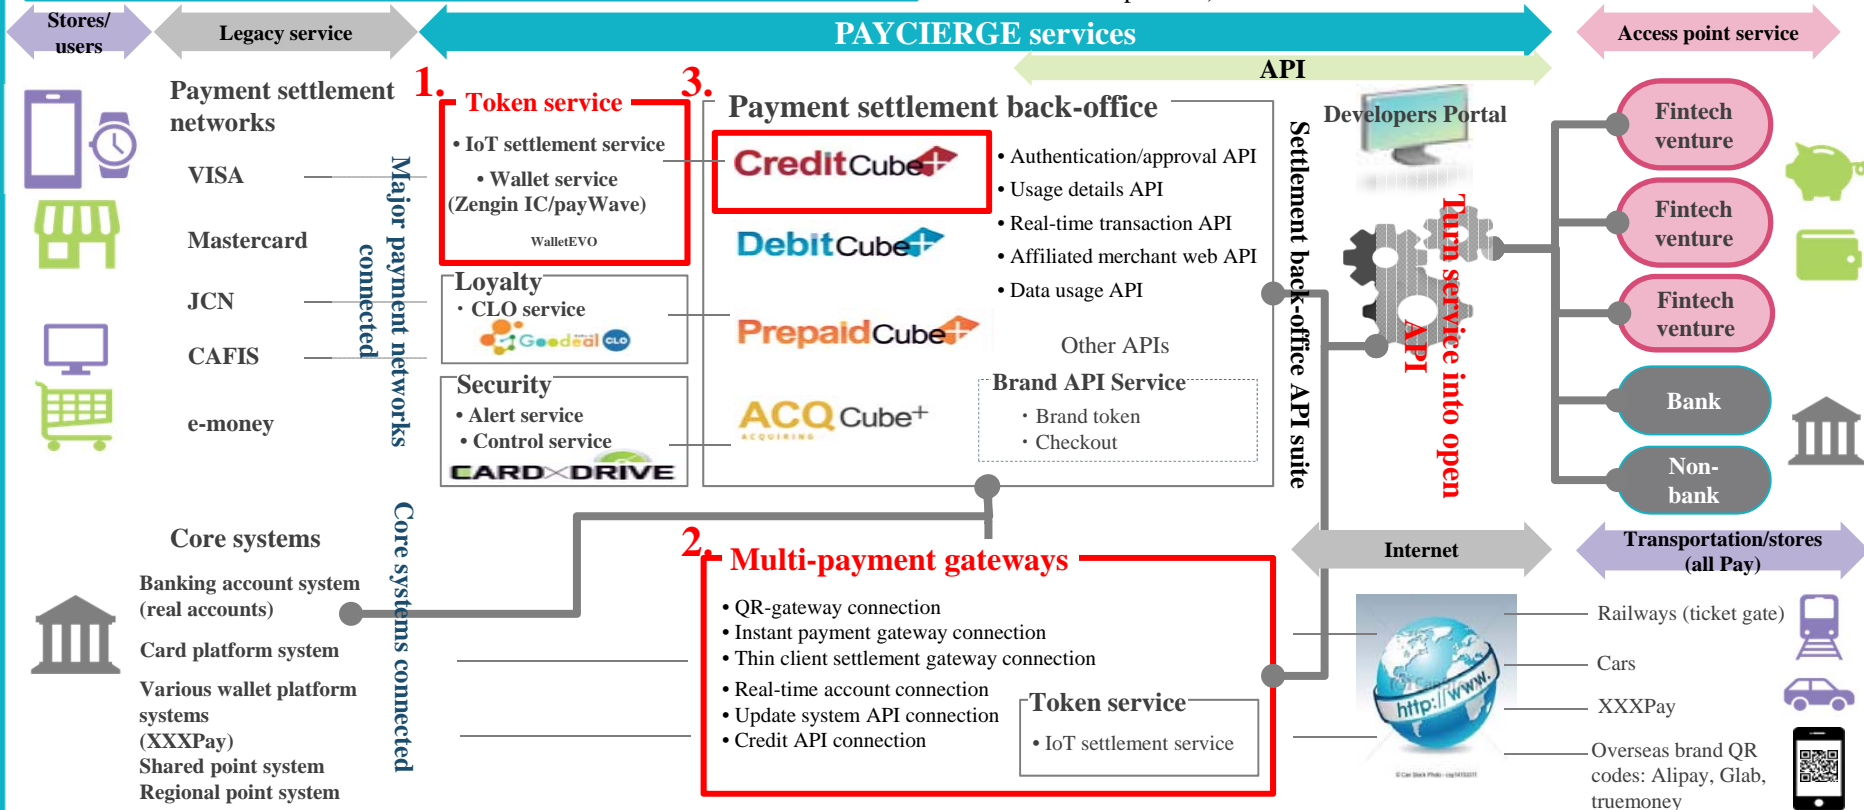 Stores/
users
Legacy service
PAYCIERGE services
Access point service
API
Payment settlement
networks
VISA
Mastercard
JCN
CAFIS
e-money
Major payment networks
connected
1.
Token service
• IoT settlement service
• Wallet service
(Zengin IC/payWave)
WalletEVO
Loyalty
・CLO service
Goodeal CLO
Security
• Alert service
• Control service
CARD×DRIVE
3.
Payment settlement back-office
CreditCube+
DebitCube+
PrepaidCube+
ACQ Cube+
ACQUIRING
• Authentication/approval API
• Usage details API
• Real-time transaction API
• Affiliated merchant web API
• Data usage API
Other APIs
Brand API Service
・Brand token
・Checkout
Settlement back-office API suite
Developers Portal
Turn service into open
API
Fintech
venture
Fintech
venture
Fintech
venture
Bank
Non-
bank
Core systems
Banking account system
(real accounts)
Card platform system
Various wallet platform
systems
(XXXPay)
Shared point system
Regional point system
Core systems connected
2.
Multi-payment gateways
• QR-gateway connection
• Instant payment gateway connection
• Thin client settlement gateway connection
• Real-time account connection
• Update system API connection
• Credit API connection
Token service
• IoT settlement service
Internet
http://www.
Transportation/stores
(all Pay)
Railways (ticket gate)
Cars
XXXPay
Overseas brand QR
codes: Alipay, Glab,
truemoney